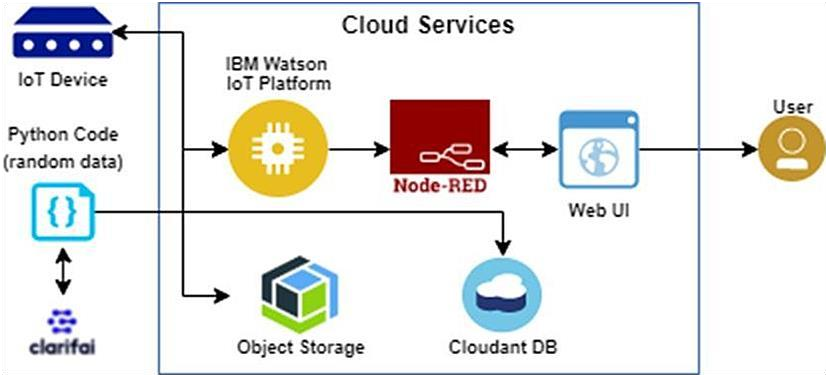 Cloud Services
IoT Device
IBM Watson
IoT Platform
User
Python Code
(random data)
{}
Node-RED
Web UI
clarifai
Object Storage
Cloudant DB